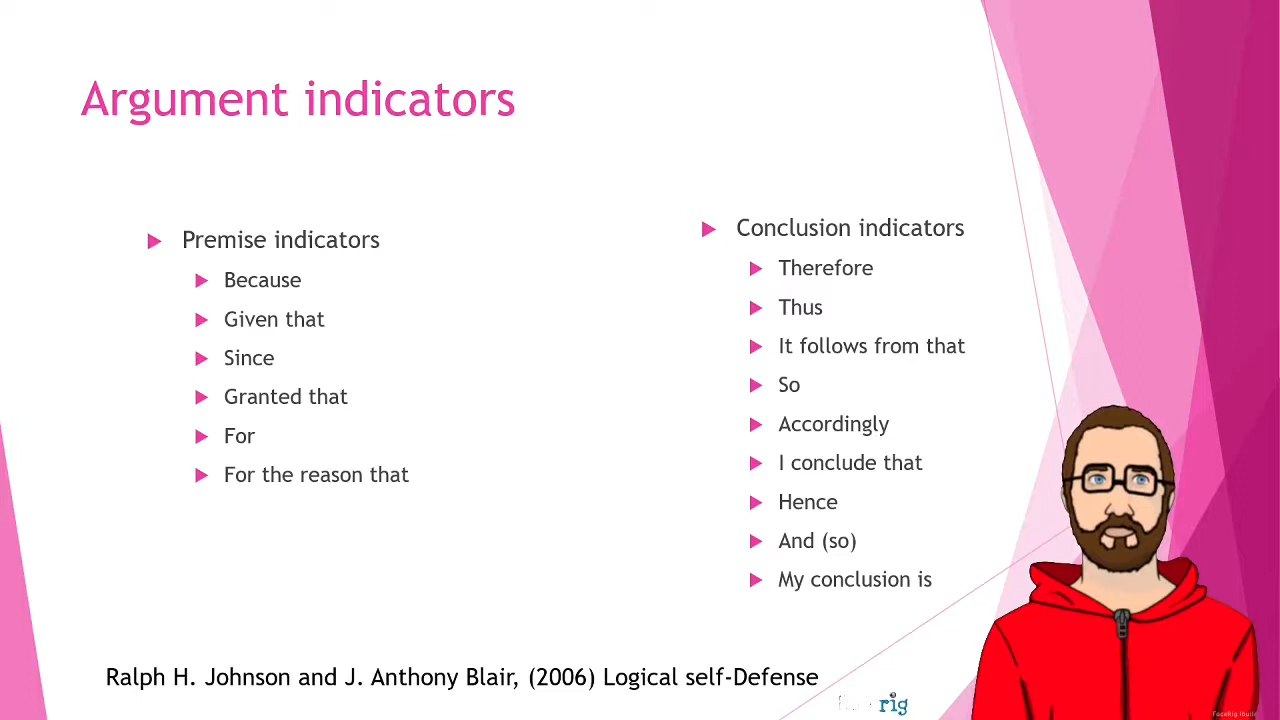 Argument indicators
Premise indicators
Because
Given that
Since
Granted that
For
For the reason that
Conclusion indicators
Therefore
Thus
It follows from that
So
Accordingly
I conclude that
Hence
And (so)
My conclusion is
Ralph H. Johnson and J. Anthony Blair, (2006) Logical self-Defense
rig